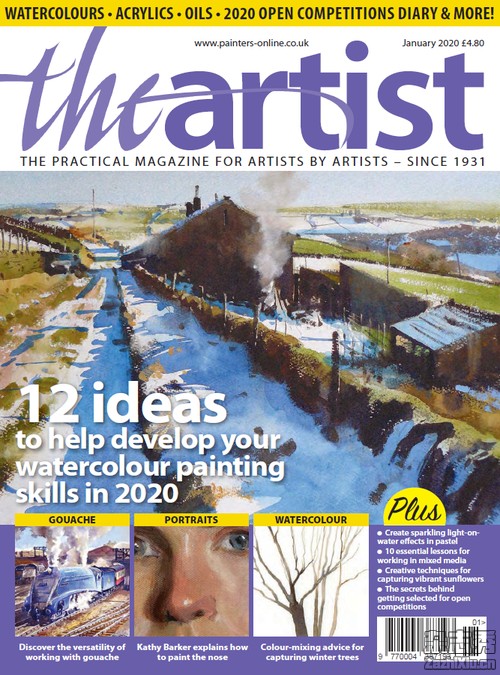 WATERCOLOURS • ACRYLICS • OILS • 2020 OPEN COMPETITIONS DIARY & MORE!
www.painters-online.co.uk
January 2020 £4.80
the artist
THE PRACTICAL MAGAZINE FOR ARTISTS BY ARTISTS – SINCE 1931
12 ideas
to help develop your
watercolour painting
skills in 2020
Plus
• Create sparkling light-on-
water effects in pastel
• 10 essential lessons for
working in mixed media
• Creative techniques for
capturing vibrant sunflowers
• The secrets behind
getting selected for open
competitions
GOUACHE
Discover the versatility of
working with gouache
PORTRAITS
Kathy Barker explains how
to paint the nose
WATERCOLOUR
Colour-mixing advice for
capturing winter trees
01>
9 770004
ZaZhiXiu.cn